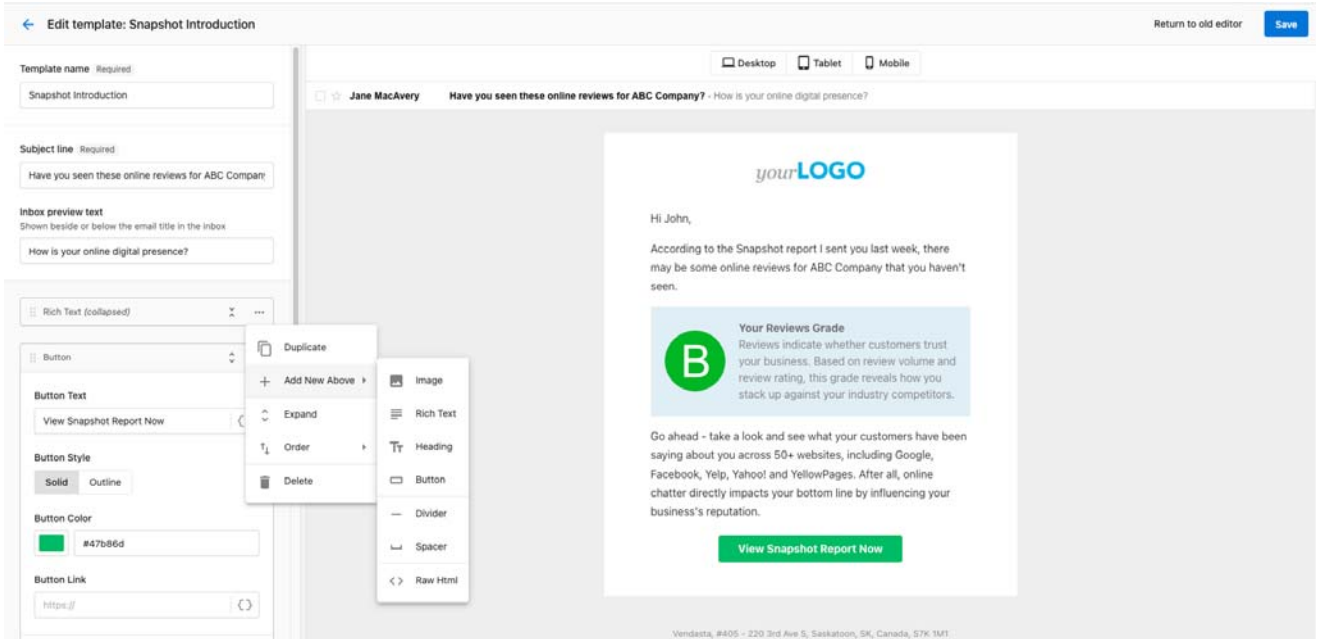 Edit template: Snapshot Introduction
Return to old editor
Save
Template name Required
Snapshot Introduction
Subject line Required
Have you seen these online reviews for ABC Company
Inbox preview text
Shown beside or below the email title in the inbox
How is your online digital presence?
Rich Text (collapsed)
Button
Button Text
View Snapshot Report Now
Button Style
Solid Outline
Button Color
#47b86d
Button Link
https://
Duplicate
Add New Above
Expand
Order
Delete
Image
Rich Text
Heading
Button
Divider
Spacer
Raw Html
Desktop Tablet Mobile
Jane MacAvery Have you seen these online reviews for ABC Company? - How is your online digital presence?
yourLOGO
Hi John,
According to the Snapshot report I sent you last week, there
may be some online reviews for ABC Company that you haven't
seen.
B
Your Reviews Grade
Reviews indicate whether customers trust
your business. Based on review volume and
review rating, this grade reveals how you
stack up against your industry competitors.
Go ahead - take a look and see what your customers have been
saying about you across 50+ websites, including Google,
Facebook, Yelp, Yahoo! and YellowPages. After all, online
chatter directly impacts your bottom line by influencing your
business's reputation.
View Snapshot Report Now
Vendasta, #405 - 220 3rd Ave S, Saskatoon, SK, Canada, S7K 1M1